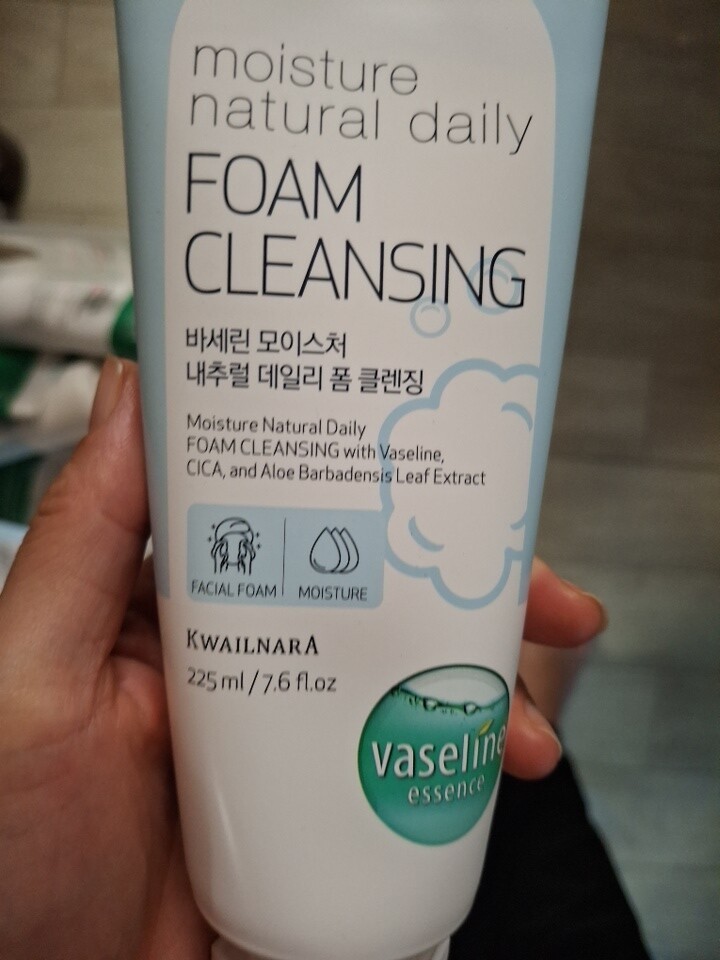 moisture
natural daily
FOAM
CLEANSING
바세린 모이스처
내추럴 데일리 폼 클렌징
Moisture Natural Daily
FOAM CLEANSING with Vaseline,
CICA, and Aloe Barbadensis Leaf Extract
FACIAL FOAM
MOISTURE
KWAILNARA
225 ml / 7.6 fl.oz
vaseline
essence